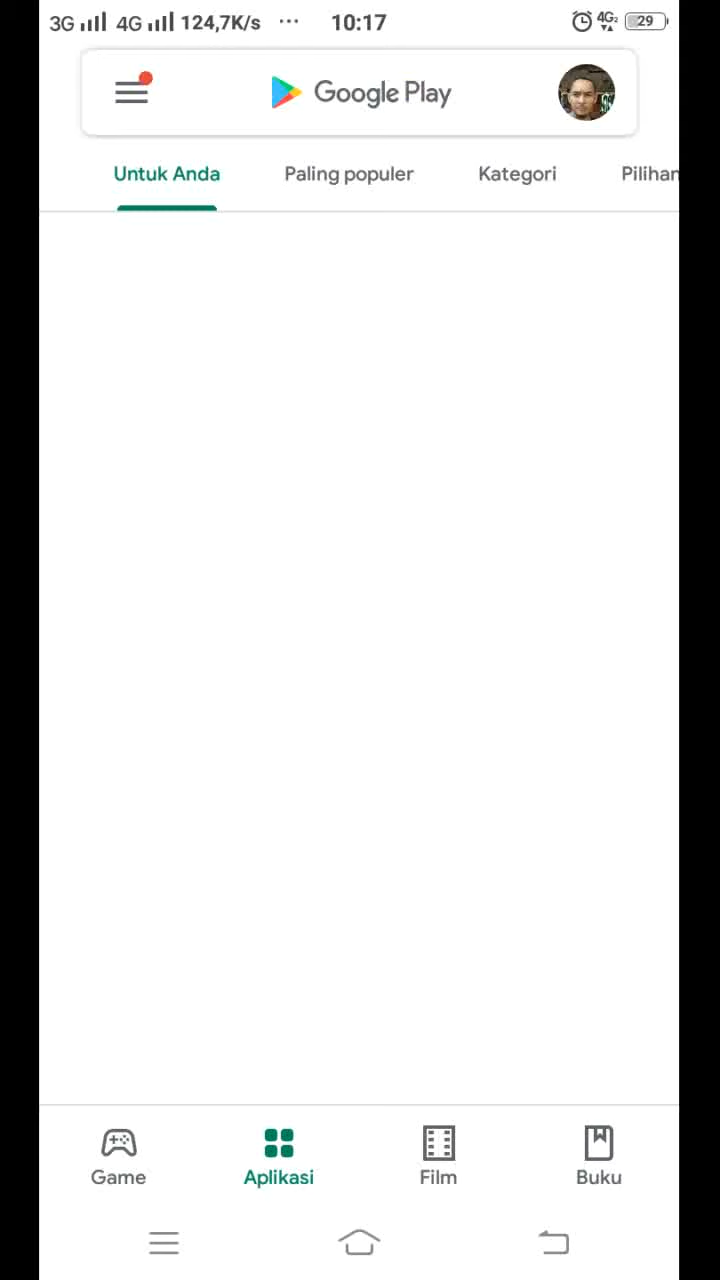 3G 4G 124,7K/s ... 10:17 4G2 29
Google Play
Untuk Anda Paling populer Kategori Pilihan
Game Aplikasi Film Buku